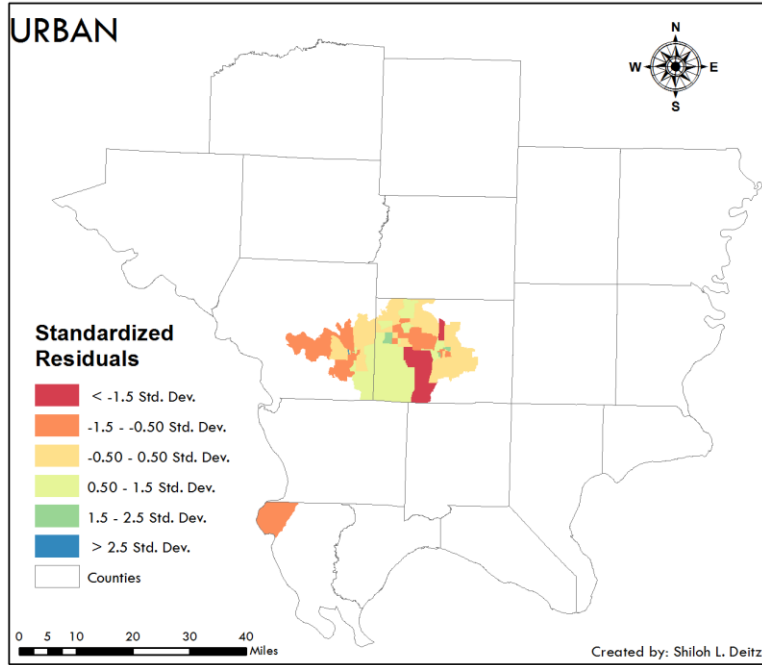 URBAN
N
W E
S
Standardized
Residuals
< -1.5 Std. Dev.
-1.5 - -0.50 Std. Dev.
-0.50 - 0.50 Std. Dev.
0.50 - 1.5 Std. Dev.
1.5 - 2.5 Std. Dev.
> 2.5 Std. Dev.
Counties
0 5 10 20 30 40
Miles
Created by: Shiloh L. Deitz